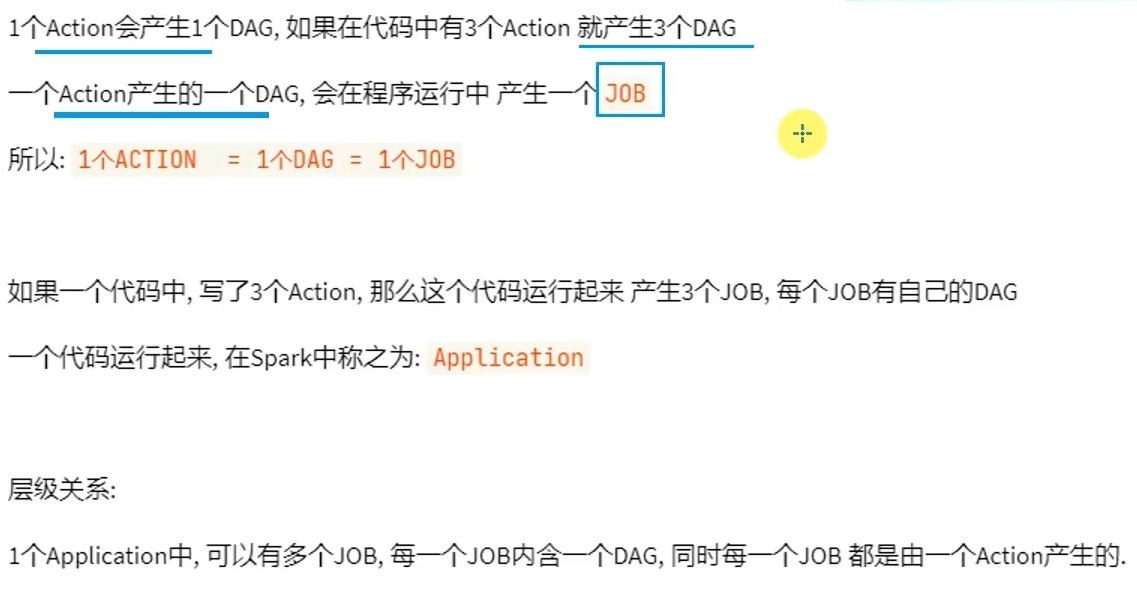 1个Action会产生1个DAG, 如果在代码中有3个Action 就产生3个DAG
一个Action产生的一个DAG, 会在程序运行中 产生一个 JOB
所以: 1个ACTION = 1个DAG = 1个JOB
如果一个代码中, 写了3个Action, 那么这个代码运行起来 产生3个JOB, 每个JOB有自己的DAG
一个代码运行起来, 在Spark中称之为: Application
层级关系:
1个Application中, 可以有多个JOB, 每一个JOB内含一个DAG, 同时每一个JOB 都是由一个Action产生的.